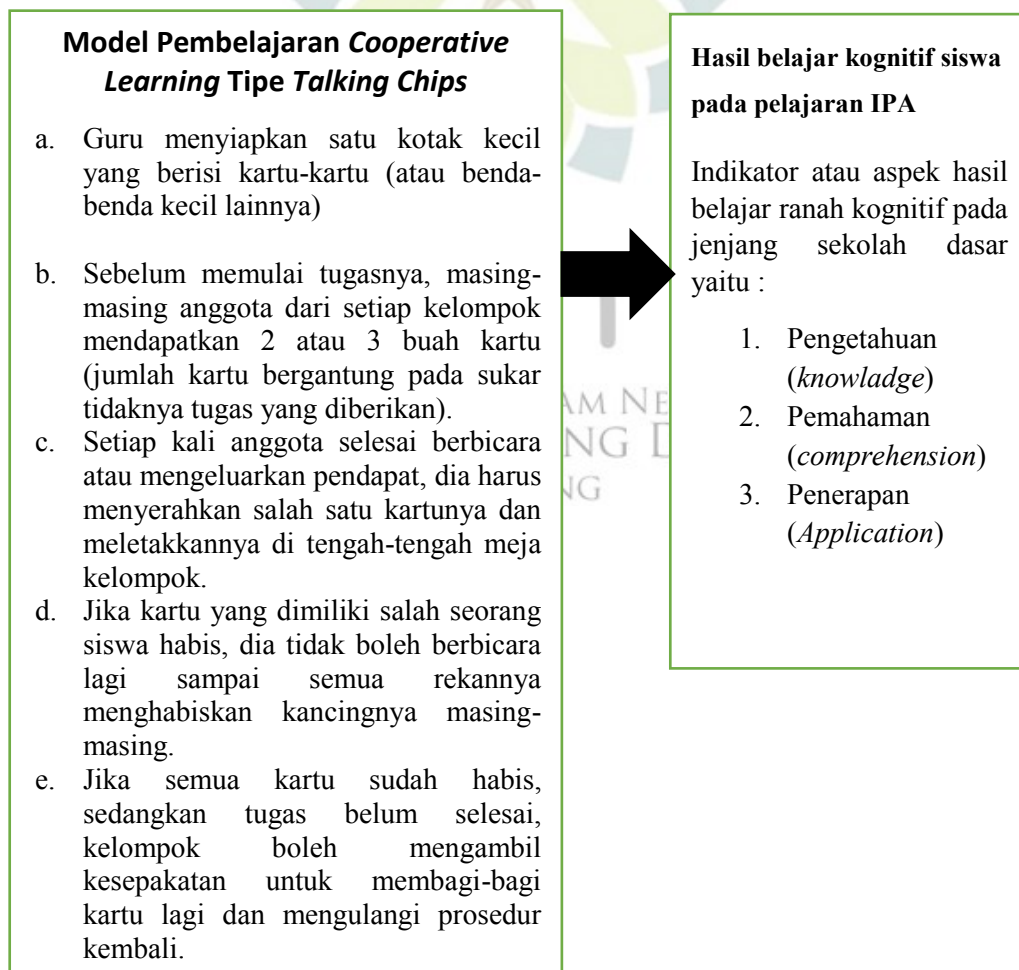 Model Pembelajaran Cooperative
Learning Tipe Talking Chips
a. Guru menyiapkan satu kotak kecil
yang berisi kartu-kartu (atau benda-
benda kecil lainnya)
b. Sebelum memulai tugasnya, masing-
masing anggota dari setiap kelompok
mendapatkan 2 atau 3 buah kartu
(jumlah kartu bergantung pada sukar
tidaknya tugas yang diberikan).
c. Setiap kali anggota selesai berbicara
atau mengeluarkan pendapat, dia harus
menyerahkan salah satu kartunya dan
meletakkannya di tengah-tengah meja
kelompok.
d. Jika kartu yang dimiliki salah seorang
siswa habis, dia tidak boleh berbicara
lagi sampai semua rekannya
menghabiskan kancingnya masing-
masing.
e. Jika semua kartu sudah habis,
sedangkan tugas belum selesai,
kelompok boleh mengambil
kesepakatan untuk membagi-bagi
kartu lagi dan mengulangi prosedur
kembali.
Hasil belajar kognitif siswa
pada pelajaran IPA
Indikator atau aspek hasil
belajar ranah kognitif pada
jenjang sekolah dasar
yaitu :
1. Pengetahuan
(knowladge)
2. Pemahaman
(comprehension)
3. Penerapan
(Application)
AM NE
NG D
NG